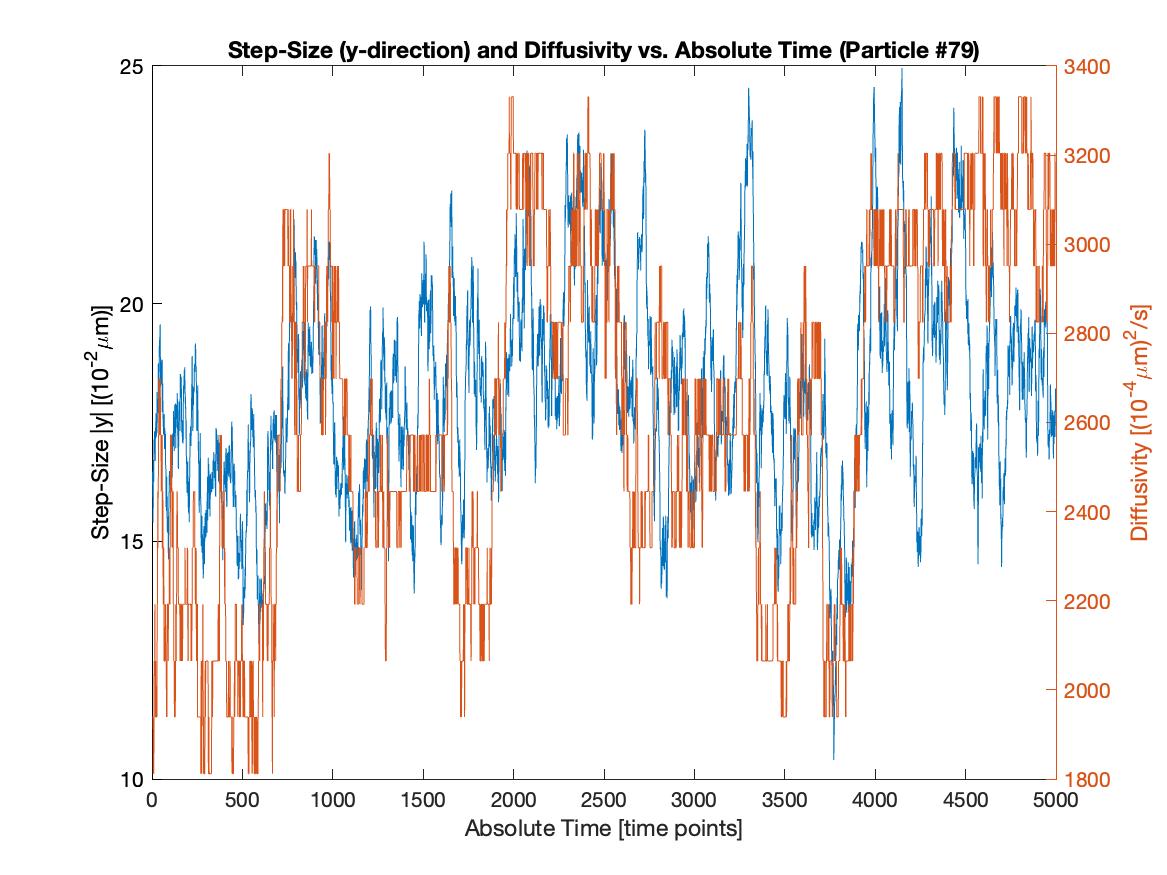 Step-Size (y-direction) and Diffusivity vs. Absolute Time (Particle #79)
25
20
15
10
Step-Size |y| [(10⁻² μm)]
3400
3200
3000
2800
2600
2400
2200
2000
1800
Diffusivity [(10⁻⁴ μm)²/s]
0 500 1000 1500 2000 2500 3000 3500 4000 4500 5000
Absolute Time [time points]